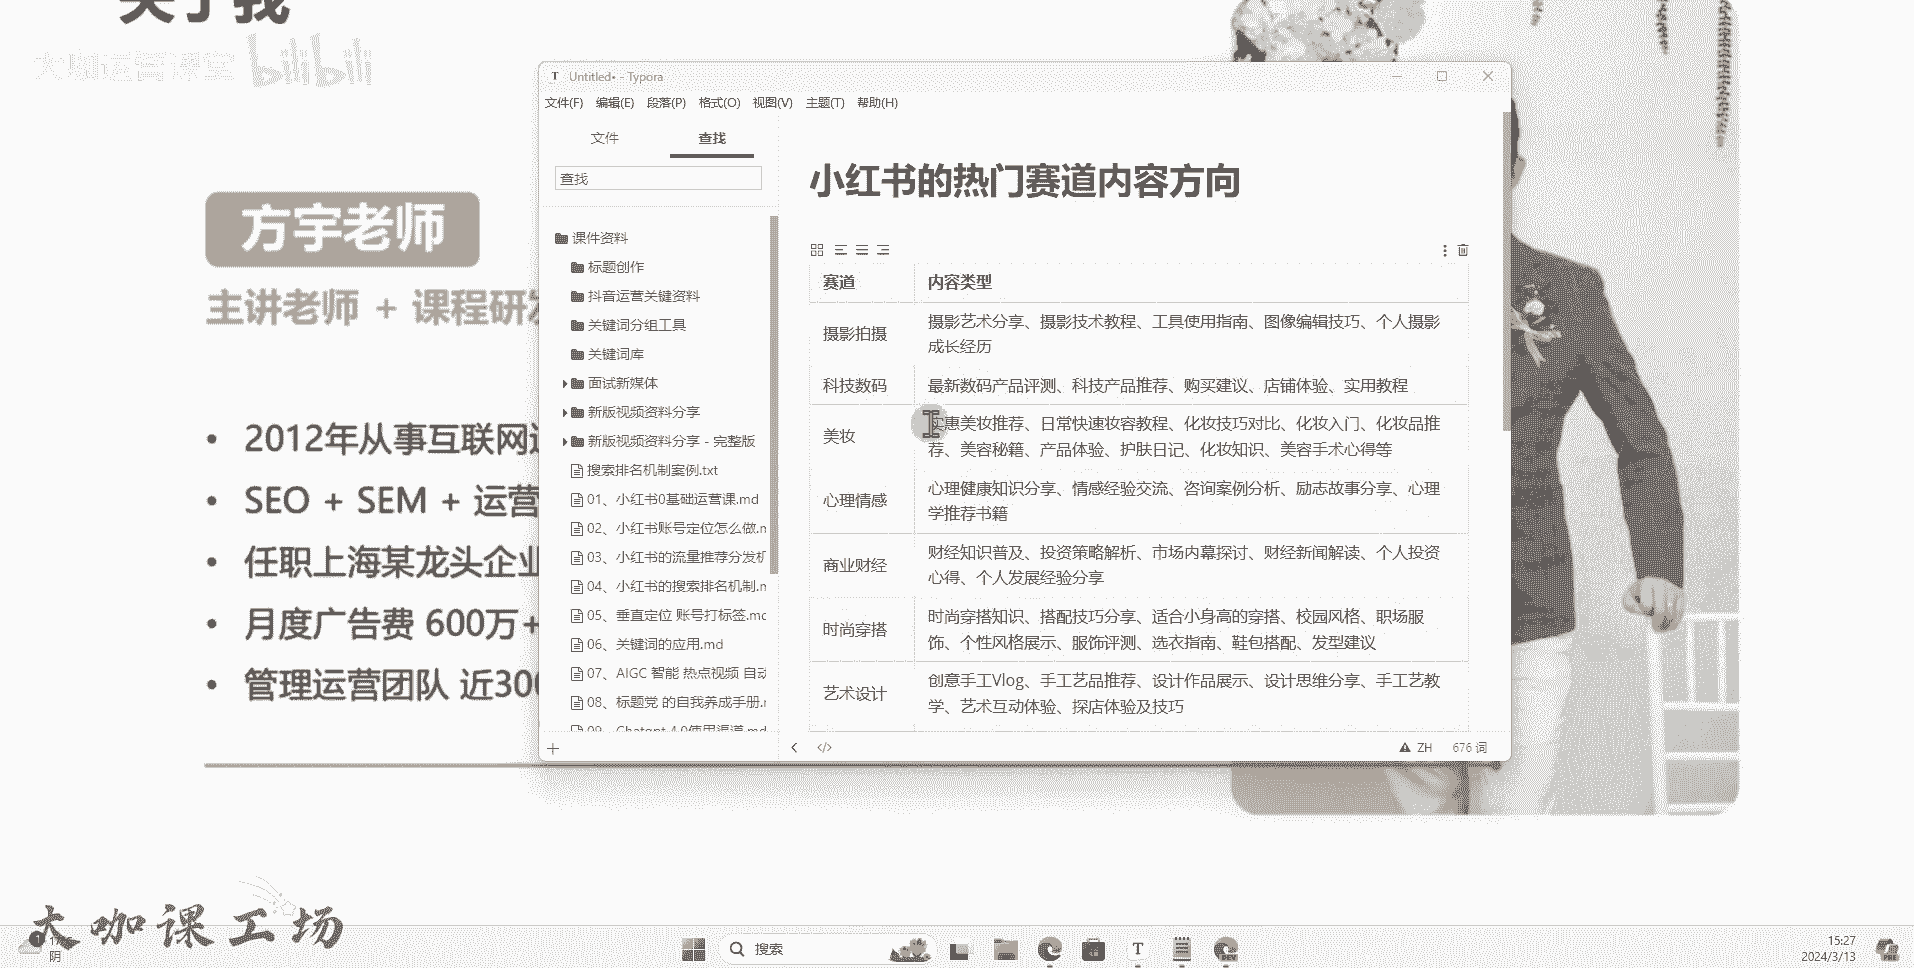 关于我
大咖运营课堂 bilibili
方宇老师
主讲老师 + 课程研发
• 2012年从事互联网
• SEO + SEM + 运营
• 任职上海某龙头企业
• 月度广告费 600万+
• 管理运营团队 近300
Untitled• - Typora
文件(F) 编辑(E) 段落(P) 格式(O) 视图(V) 主题(T) 帮助(H)
文件 查找
查找
课件资料
标题创作
抖音运营关键资料
关键词分组工具
关键词库
面试新媒体
新版视频资料分享
新版视频资料分享 - 完整版
搜索排名机制案例.txt
01、小红书0基础运营课.md
02、小红书账号定位怎么做.m
03、小红书的流量推荐分发机
04、小红书的搜索排名机制.m
05、垂直定位 账号打标签.md
06、关键词的应用.md
07、AIGC 智能 热点视频 自动
08、标题党 的自我养成手册.m
09、Chatgpt 4.0使用渠道.md
小红书的热门赛道内容方向
赛道 内容类型
摄影拍摄 摄影艺术分享、摄影技术教程、工具使用指南、图像编辑技巧、个人摄影
成长经历
科技数码 最新数码产品评测、科技产品推荐、购买建议、店铺体验、实用教程
美妆 实惠美妆推荐、日常快速妆容教程、化妆技巧对比、化妆入门、化妆品推
荐、美容秘籍、产品体验、护肤日记、化妆知识、美容手术心得等
心理情感 心理健康知识分享、情感经验交流、咨询案例分析、励志故事分享、心理
学推荐书籍
商业财经 财经知识普及、投资策略解析、市场内幕探讨、财经新闻解读、个人投资
心得、个人发展经验分享
时尚穿搭 时尚穿搭知识、搭配技巧分享、适合小身高的穿搭、校园风格、职场服
饰、个性风格展示、服饰评测、选衣指南、鞋包搭配、发型建议
艺术设计 创意手工Vlog、手工艺品推荐、设计作品展示、设计思维分享、手工艺教
学、艺术互动体验、探店体验及技巧
ZH 676 词
大咖课工场
阴
搜索
15:27
2024/3/13